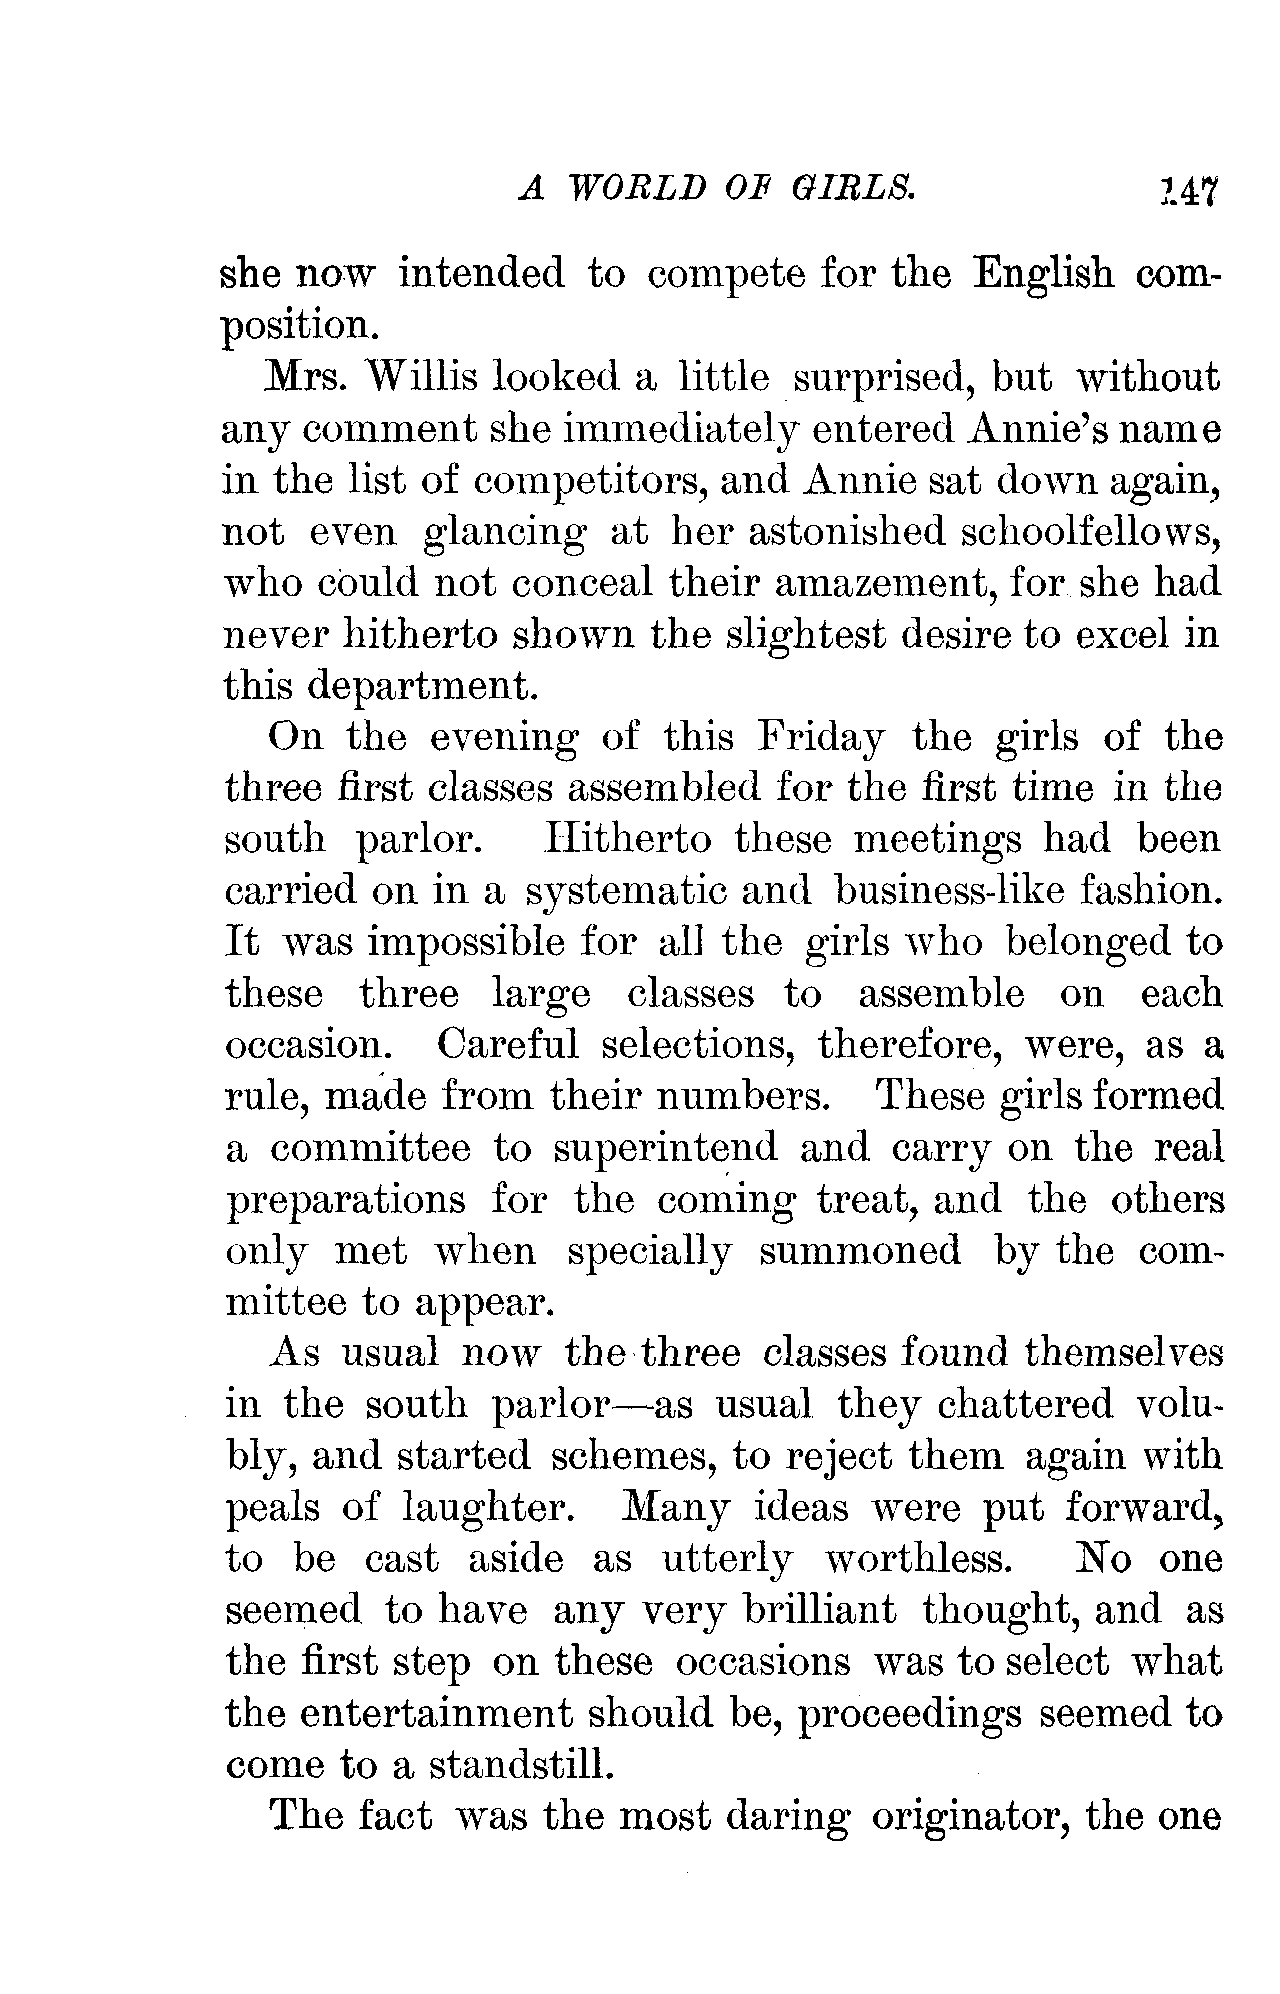 A WORLD OF GIRLS. 147
she now intended to compete for the English com-
position.
Mrs. Willis looked a little surprised, but without
any comment she immediately entered Annie's name
in the list of competitors, and Annie sat down again,
not even glancing at her astonished schoolfellows,
who could not conceal their amazement, for she had
never hitherto shown the slightest desire to excel in
this department.
On the evening of this Friday the girls of the
three first classes assembled for the first time in the
south parlor. Hitherto these meetings had been
carried on in a systematic and business-like fashion.
It was impossible for all the girls who belonged to
these three large classes to assemble on each
occasion. Careful selections, therefore, were, as a
rule, made from their numbers. These girls formed
a committee to superintend and carry on the real
preparations for the coming treat, and the others
only met when specially summoned by the com-
mittee to appear.
As usual now the three classes found themselves
in the south parlor—as usual they chattered volu-
bly, and started schemes, to reject them again with
peals of laughter. Many ideas were put forward,
to be cast aside as utterly worthless. No one
seemed to have any very brilliant thought, and as
the first step on these occasions was to select what
the entertainment should be, proceedings seemed to
come to a standstill.
The fact was the most daring originator, the one